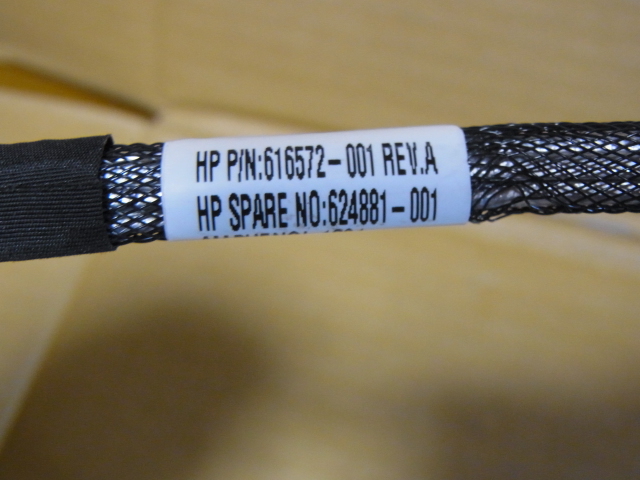 HP P/N:616572-001 REV.A
HP SPARE NO:624881-001